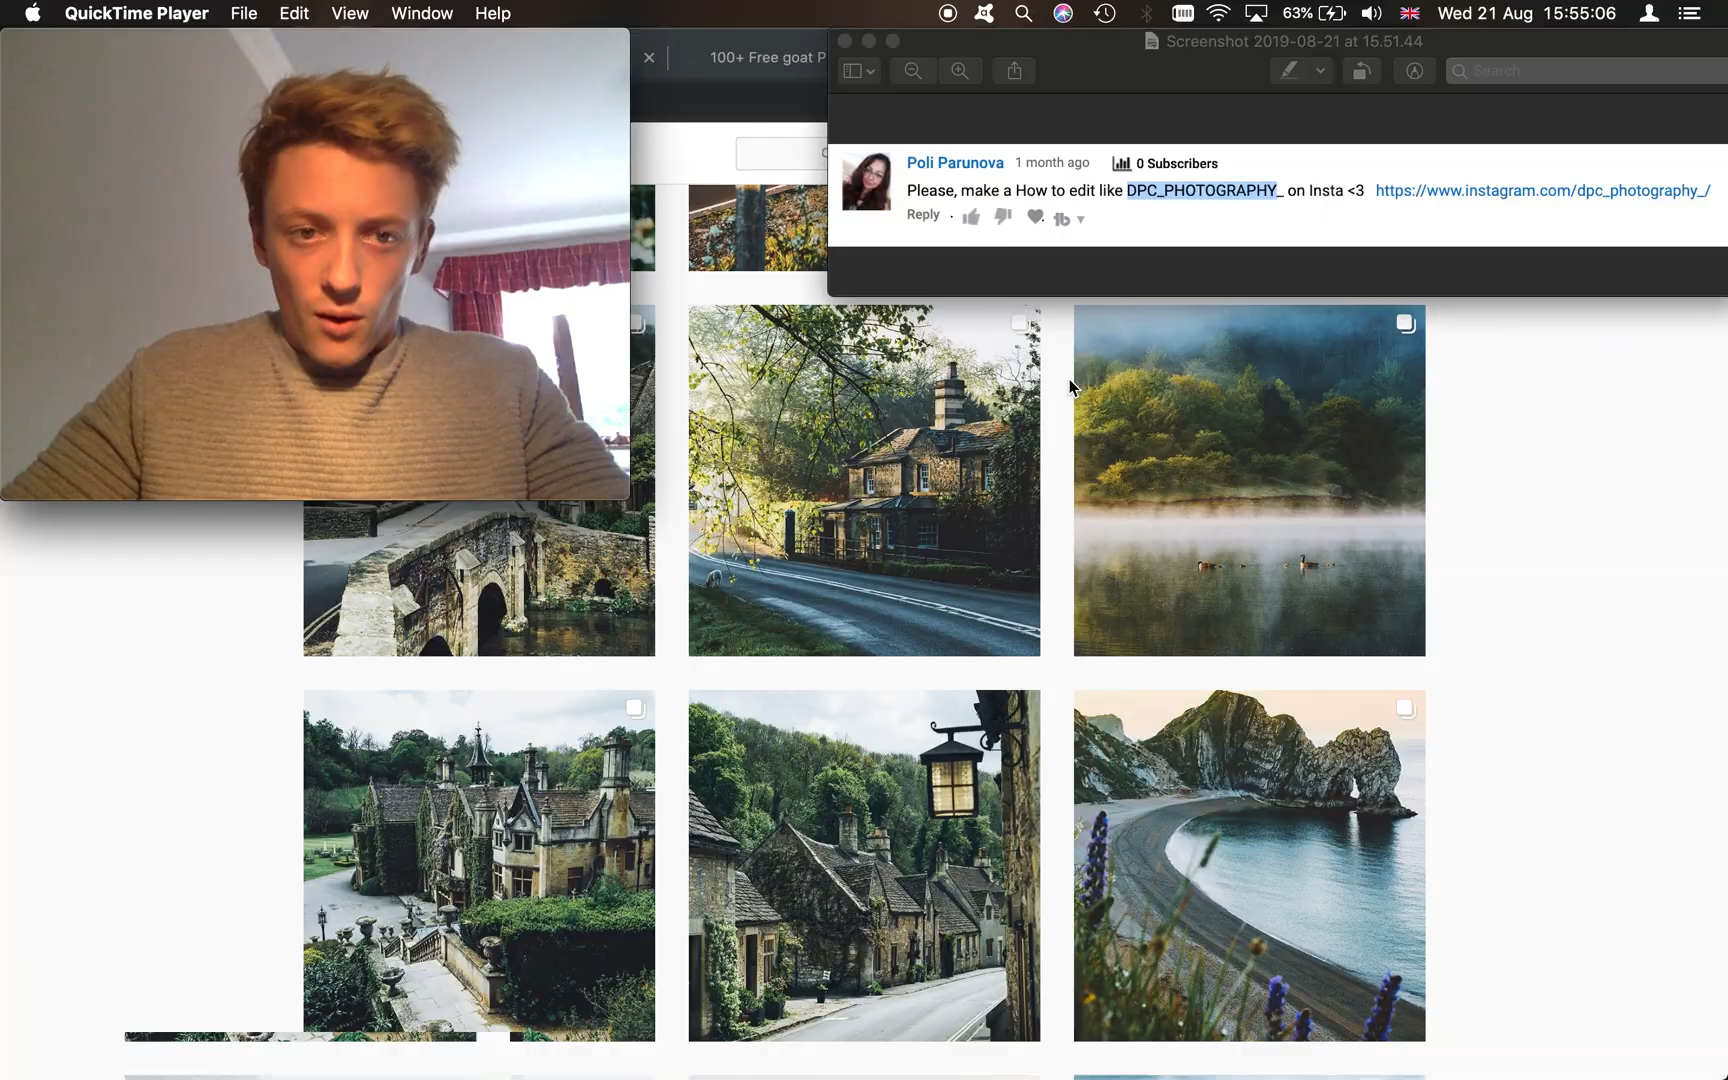 QuickTime Player File Edit View Window Help 63% Wed 21 Aug 15:55:06
100+ Free goat P
Screenshot 2019-08-21 at 15.51.44
Search
Poli Parunova 1 month ago 0 Subscribers
Please, make a How to edit like DPC_PHOTOGRAPHY_ on Insta <3 https://www.instagram.com/dpc_photography_/
Reply